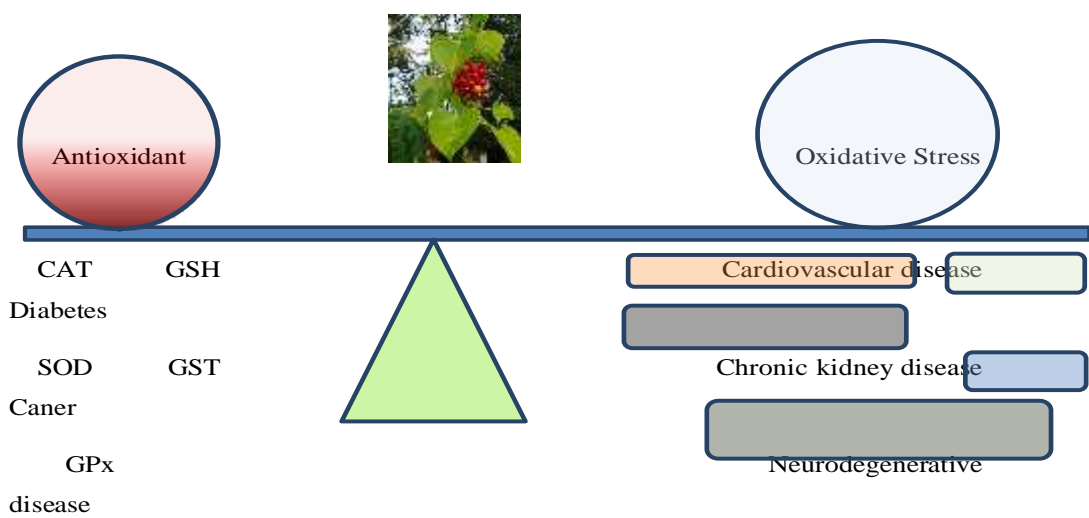 Antioxidant Oxidative Stress
CAT GSH Cardiovascular disease
Diabetes
SOD GST Chronic kidney disease
Caner
GPx Neurodegenerative
disease